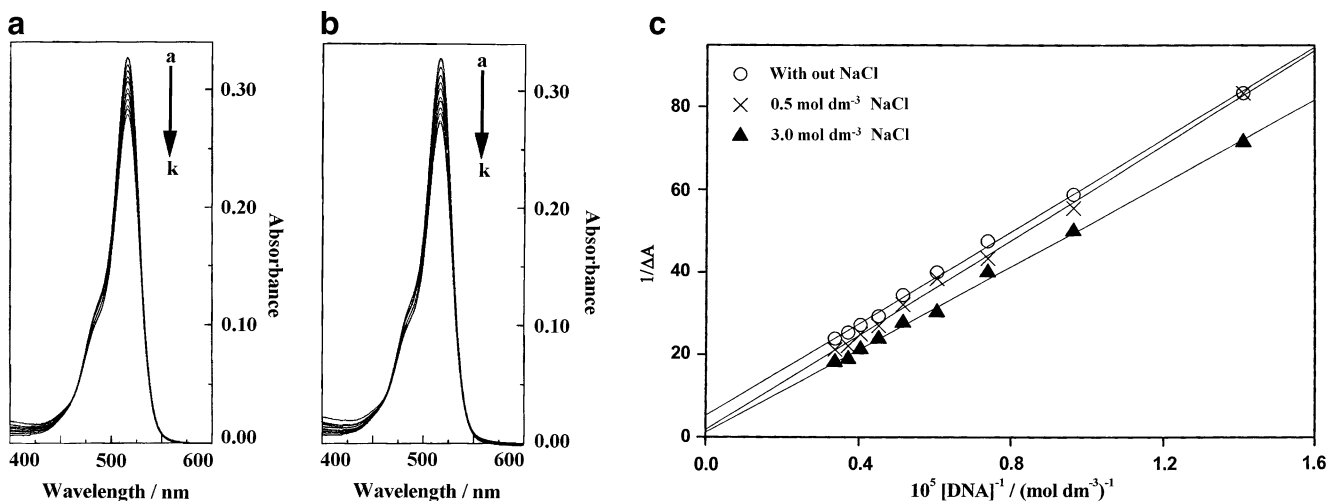 a
a
k
0.30
0.20
0.10
0.00
Absorbance
400 500 600
Wavelength / nm
b
a
k
0.30
0.20
0.10
0.00
Absorbance
400 500 600
Wavelength / nm
c
With out NaCl
0.5 mol dm⁻³ NaCl
3.0 mol dm⁻³ NaCl
80
60
40
20
0
1/ΔA
0.0 0.4 0.8 1.2 1.6
10⁵ [DNA]⁻¹ / (mol dm⁻³)⁻¹